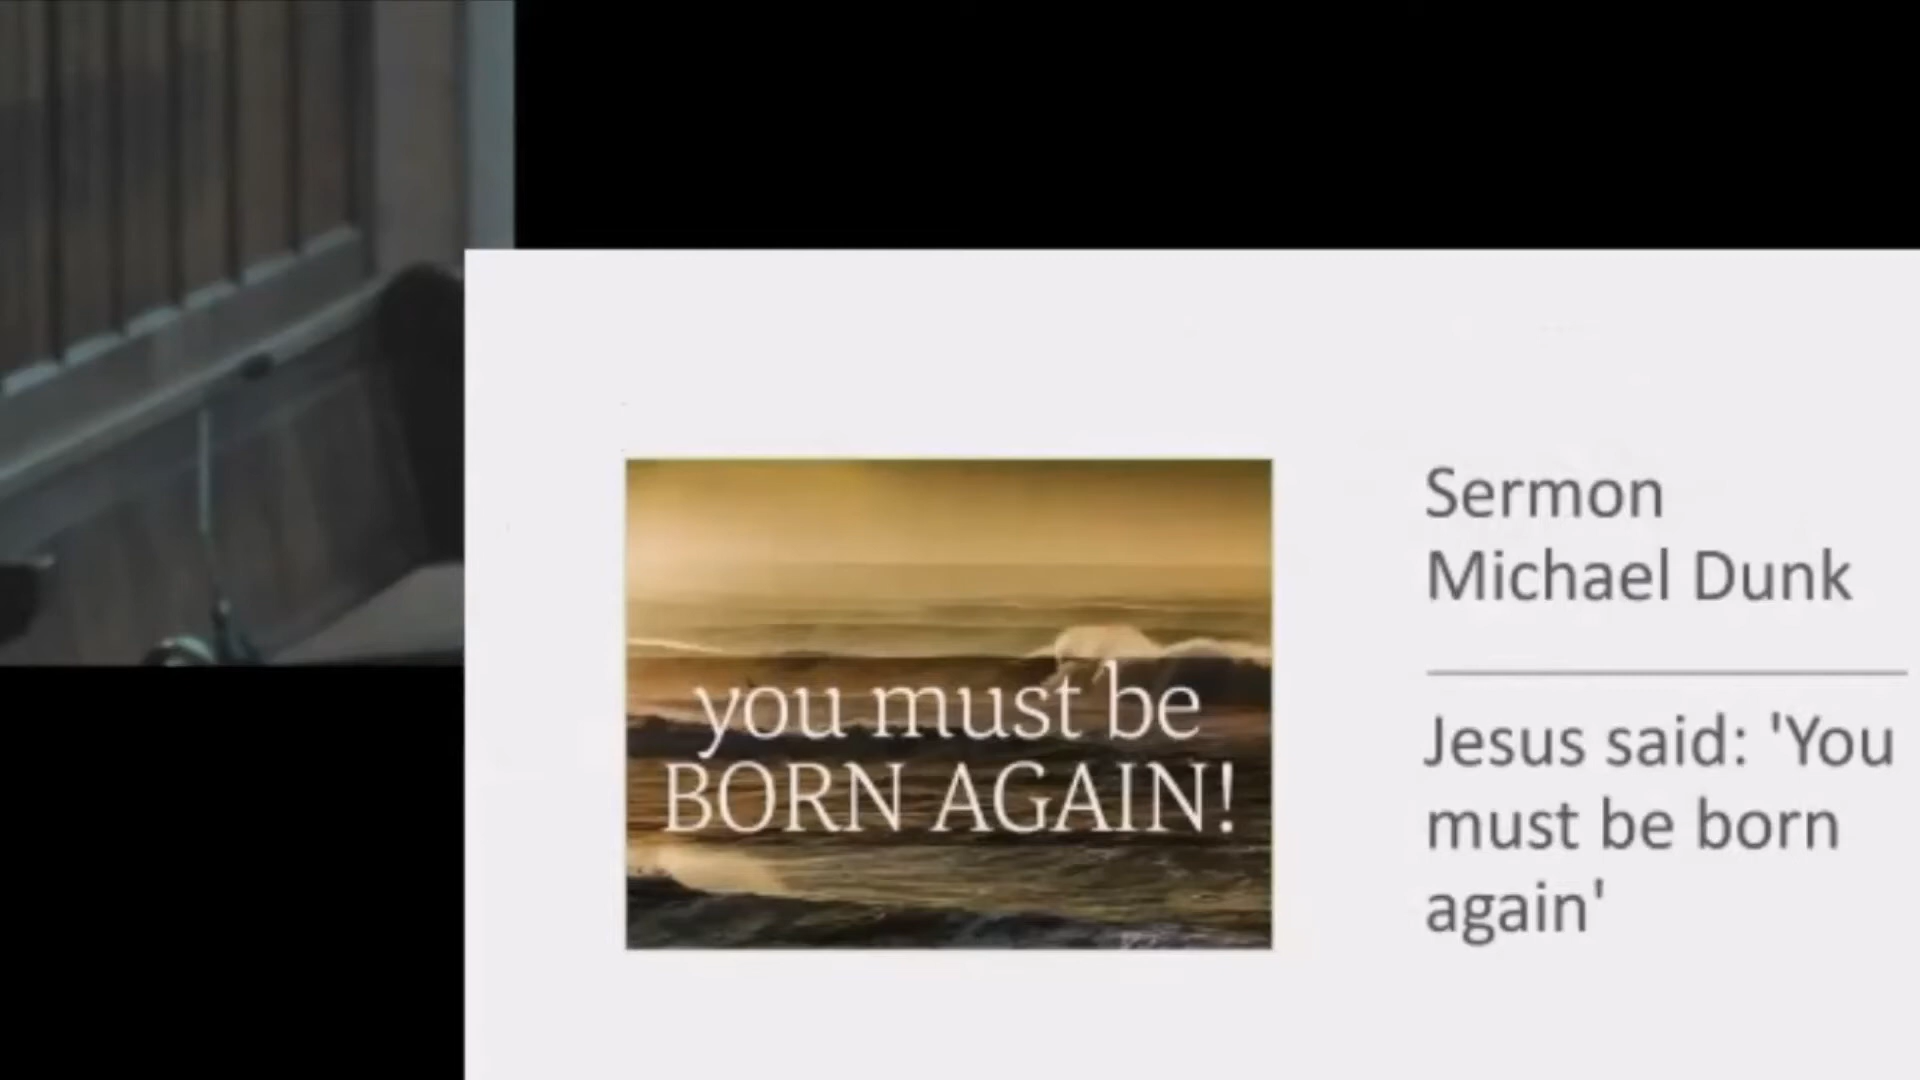 you must be
BORN AGAIN!
Sermon
Michael Dunk
Jesus said: 'You
must be born
again'